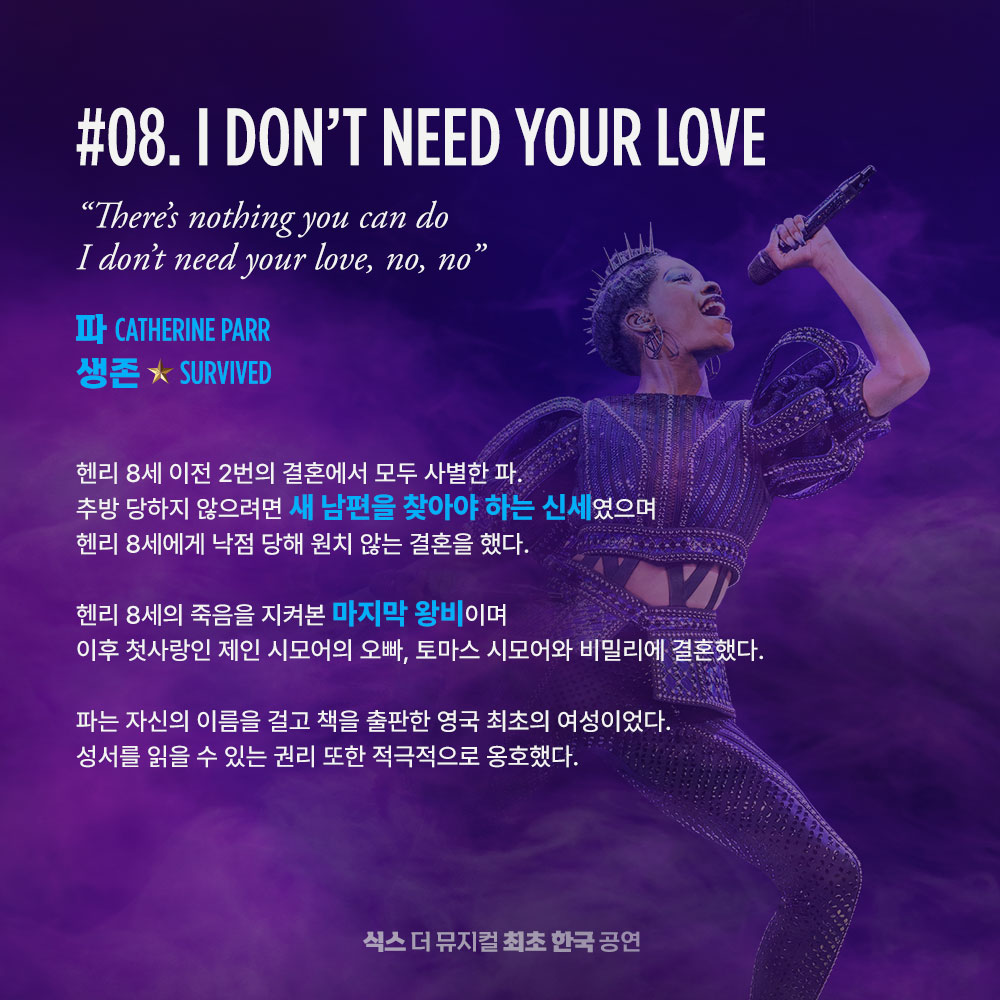 #08. I DON’T NEED YOUR LOVE
“There’s nothing you can do
I don’t need your love, no, no”
파 CATHERINE PARR
생존 ★ SURVIVED
헨리 8세 이전 2번의 결혼에서 모두 사별한 파.
추방 당하지 않으려면 새 남편을 찾아야 하는 신세였으며
헨리 8세에게 낙점 당해 원치 않는 결혼을 했다.
헨리 8세의 죽음을 지켜본 마지막 왕비이며
이후 첫사랑인 제인 시모어의 오빠, 토마스 시모어와 비밀리에 결혼했다.
파는 자신의 이름을 걸고 책을 출판한 영국 최초의 여성이었다.
성서를 읽을 수 있는 권리 또한 적극적으로 옹호했다.
식스 더 뮤지컬 최초 한국 공연